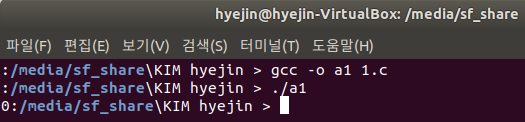 hyejin@hyejin-VirtualBox: /media/sf_share
파일(F) 편집(E) 보기(V) 검색(S) 터미널(T) 도움말(H)
:/media/sf_share\KIM hyejin > gcc -o a1 1.c
:/media/sf_share\KIM hyejin > ./a1
0:/media/sf_share\KIM hyejin >